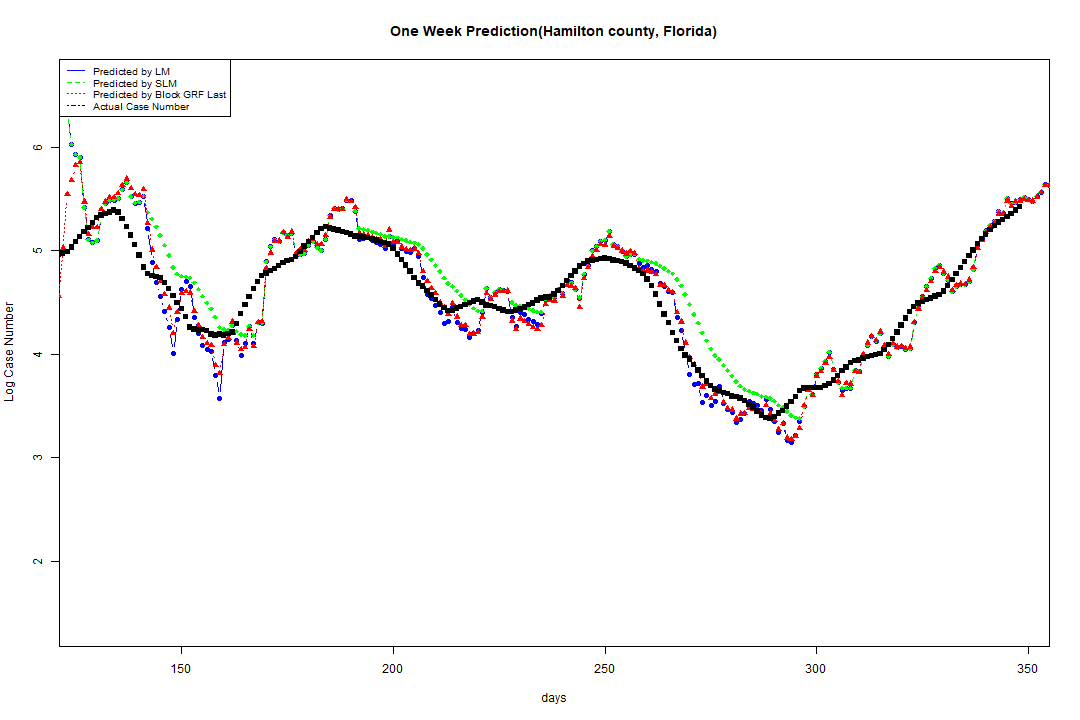 One Week Prediction(Hamilton county, Florida)
Predicted by LM
Predicted by SLM
Predicted by Block GRF Last
Actual Case Number
Log Case Number
6
5
4
3
2
150 200 250 300 350
days